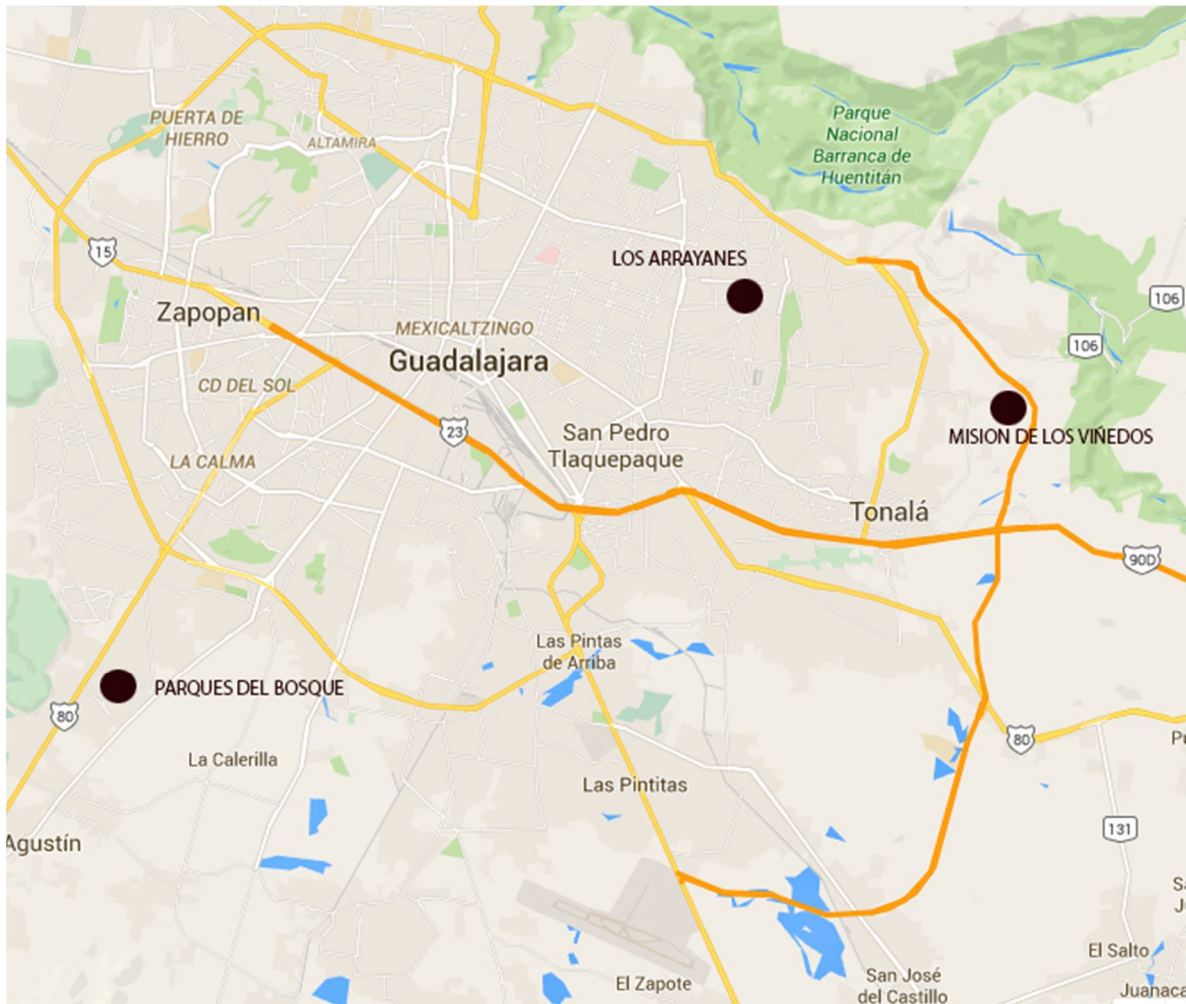 PUERTA DE
HIERRO
ALTAMIRA
Parque
Nacional
Barranca de
Huentitán
15
LOS ARRAYANES
106
Zapopan
MEXICALTZINGO
106
Guadalajara
CD DEL SOL
23
San Pedro
Tlaquepaque
MISION DE LOS VIÑEDOS
LA CALMA
Tonalá
90D
Las Pintas
de Arriba
PARQUES DEL BOSQUE
80
80
La Calerilla
Las Pintitas
131
Agustín
El Salto
El Zapote
San José
del Castillo
Juanaca